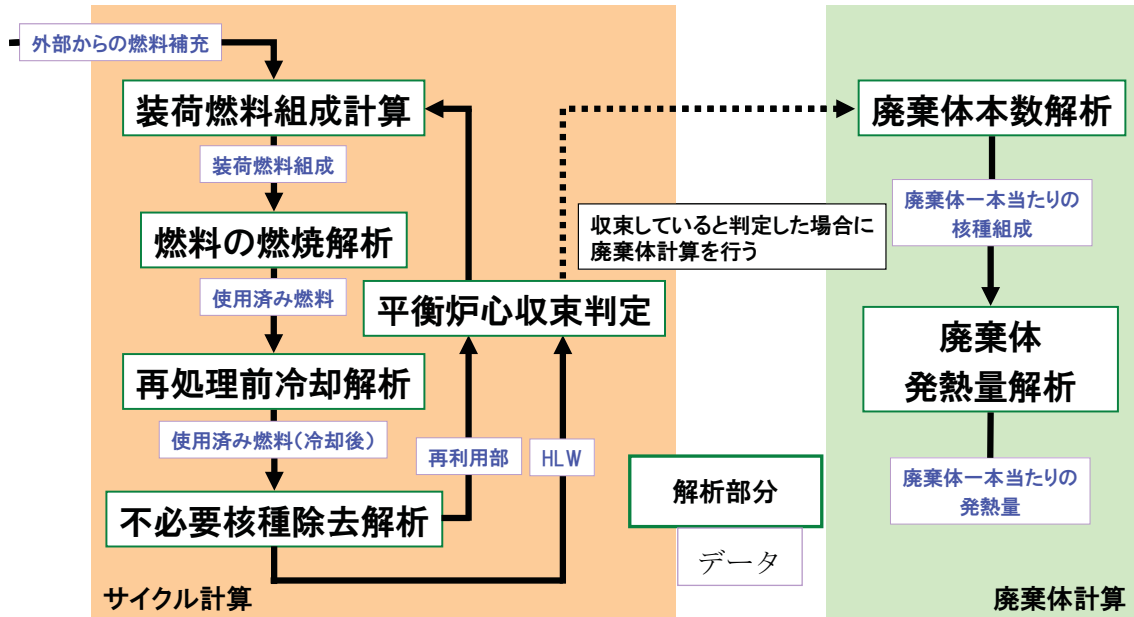 外部からの燃料補充
装荷燃料組成計算
装荷燃料組成
燃料の燃焼解析
使用済み燃料
再処理前冷却解析
使用済み燃料(冷却後)
不必要核種除去解析
平衡炉心収束判定
再利用部
HLW
収束していると判定した場合に
廃棄体計算を行う
解析部分
データ
サイクル計算
廃棄体本数解析
廃棄体一本当たりの
核種組成
廃棄体
発熱量解析
廃棄体一本当たりの
発熱量
廃棄体計算